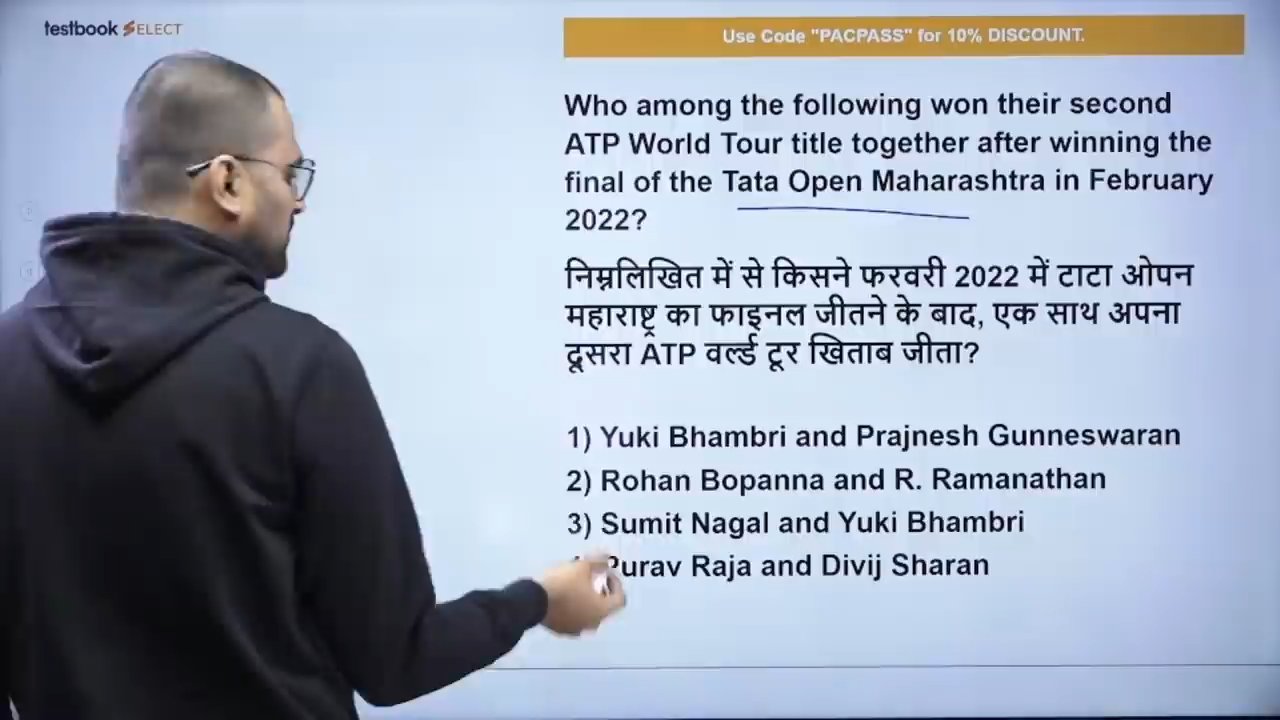 testbook SELECT
Use Code "PACPASS" for 10% DISCOUNT.
Who among the following won their second
ATP World Tour title together after winning the
final of the Tata Open Maharashtra in February
2022?
निम्नलिखित में से किसने फरवरी 2022 में टाटा ओपन
महाराष्ट्र का फाइनल जीतने के बाद, एक साथ अपना
दूसरा ATP वर्ल्ड टूर खिताब जीता?
1) Yuki Bhambri and Prajnesh Gunneswaran
2) Rohan Bopanna and R. Ramanathan
3) Sumit Nagal and Yuki Bhambri
Purav Raja and Divij Sharan